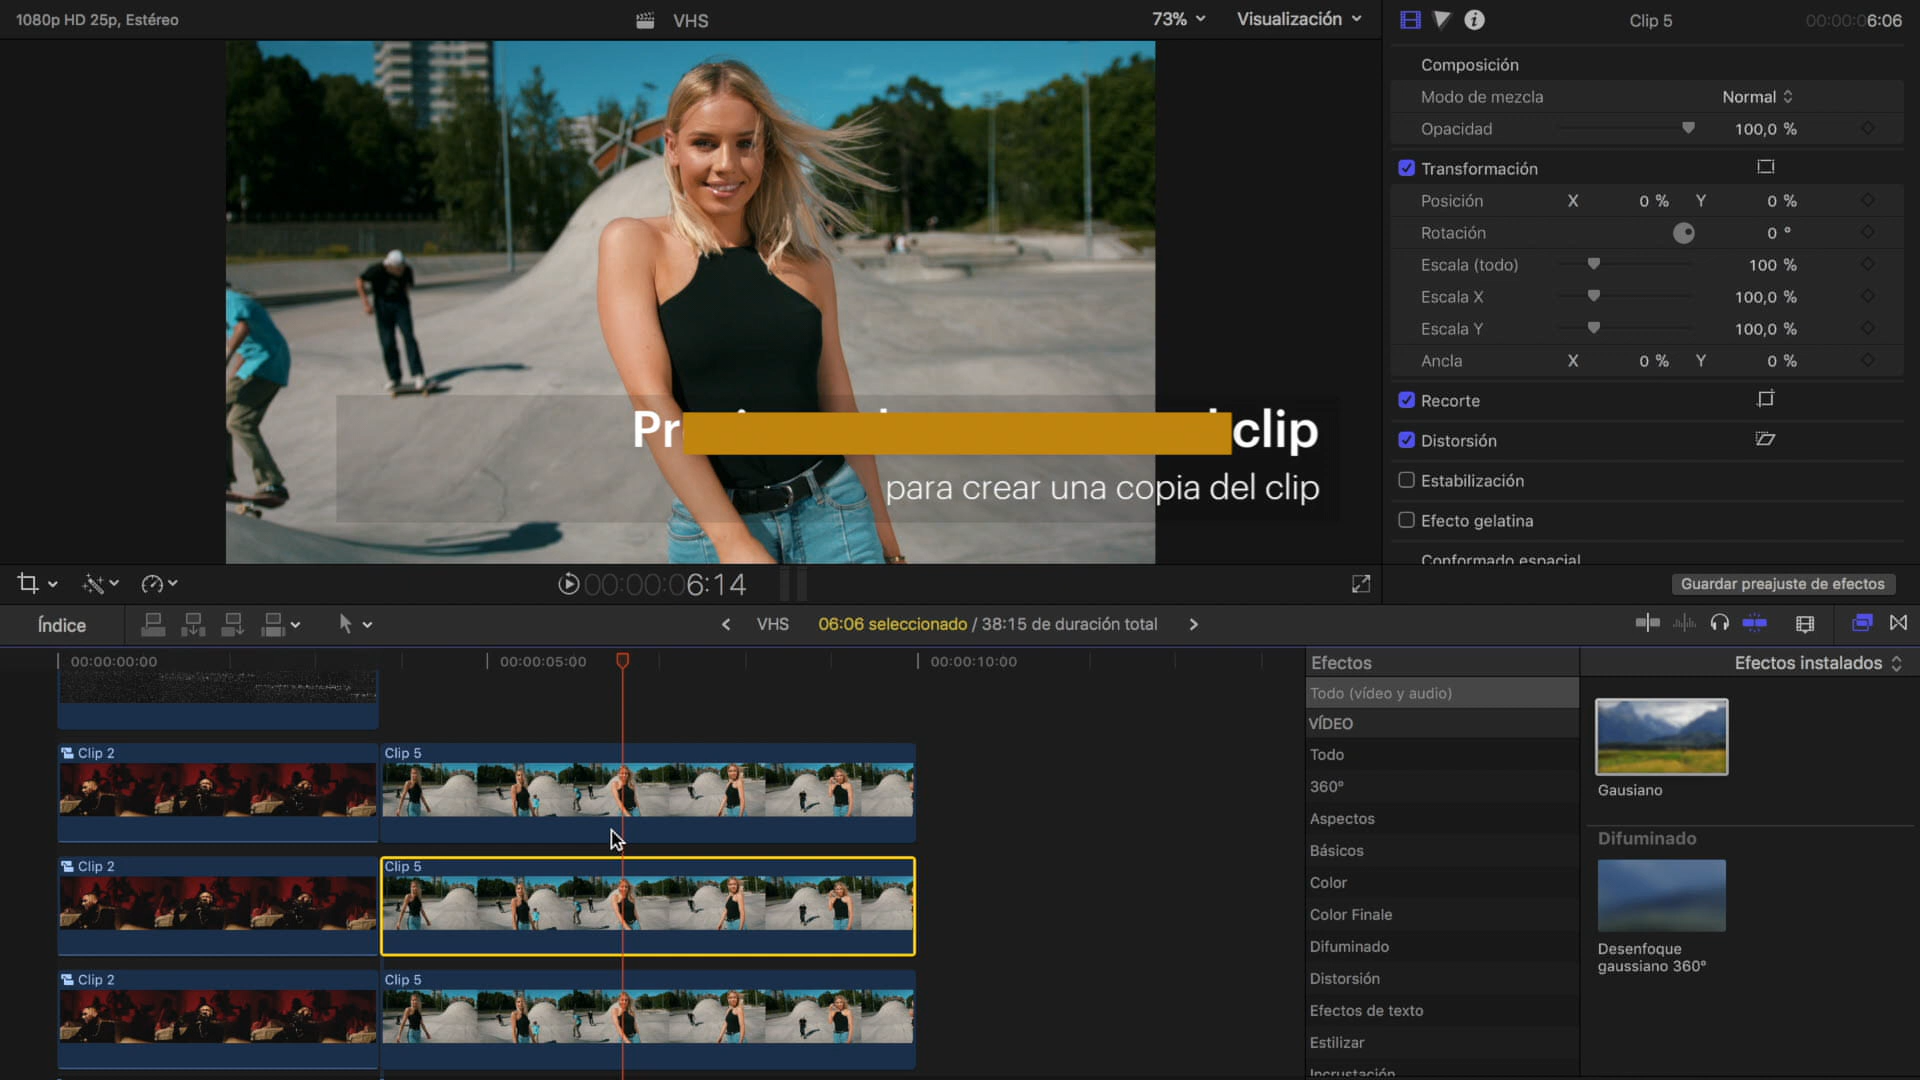 1080p HD 25p, Estéreo
VHS
73%
Visualización
Clip 5
00:00:06:06
Composición
Modo de mezcla
Normal
Opacidad
100,0 %
Transformación
Posición
X
0 %
Y
0 %
Rotación
0 °
Escala (todo)
100 %
Escala X
100,0 %
Escala Y
100,0 %
Ancla
X
0 %
Y
0 %
Recorte
Distorsión
Estabilización
Efecto gelatina
Conformado espacial
clip
para crear una copia del clip
00:00:06:14
Guardar preajuste de efectos
Índice
VHS
06:06 seleccionado / 38:15 de duración total
00:00:00:00
00:00:05:00
00:00:10:00
Efectos
Efectos instalados
Todo (vídeo y audio)
VÍDEO
Todo
360°
Aspectos
Básicos
Color
Color Finale
Difuminado
Distorsión
Efectos de texto
Estilizar
Incrustación
Gausiano
Difuminado
Desenfoque
gaussiano 360°
Clip 2
Clip 5
Clip 2
Clip 5
Clip 2
Clip 5